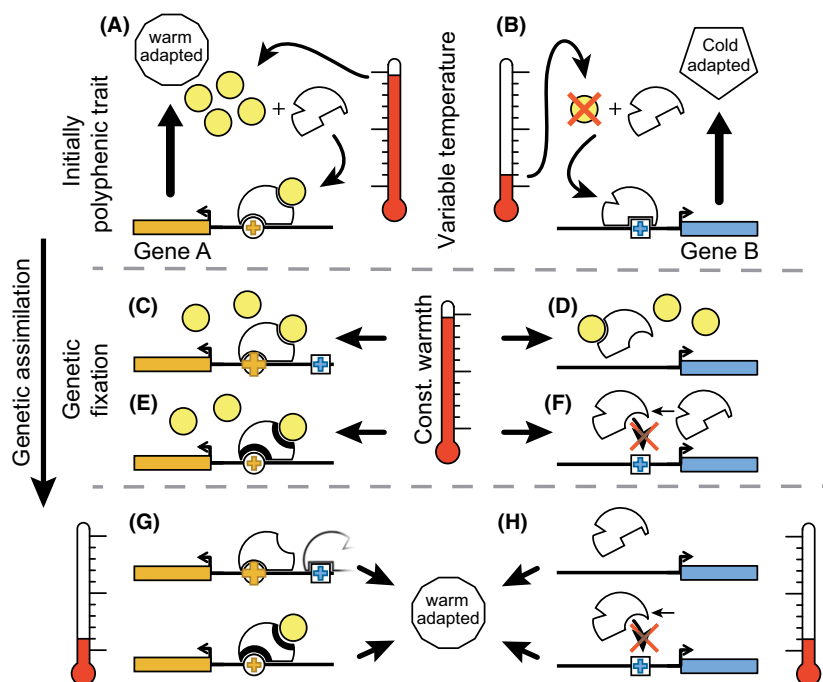 (A)
warm
adapted
+
Gene A
Initially
polyphenic trait
Variable temperature
(B)
Cold
adapted
+
Gene B
Genetic assimilation
Genetic
fixation
(C)
(D)
Const. warmth
(E)
(F)
(G)
(H)
warm
adapted